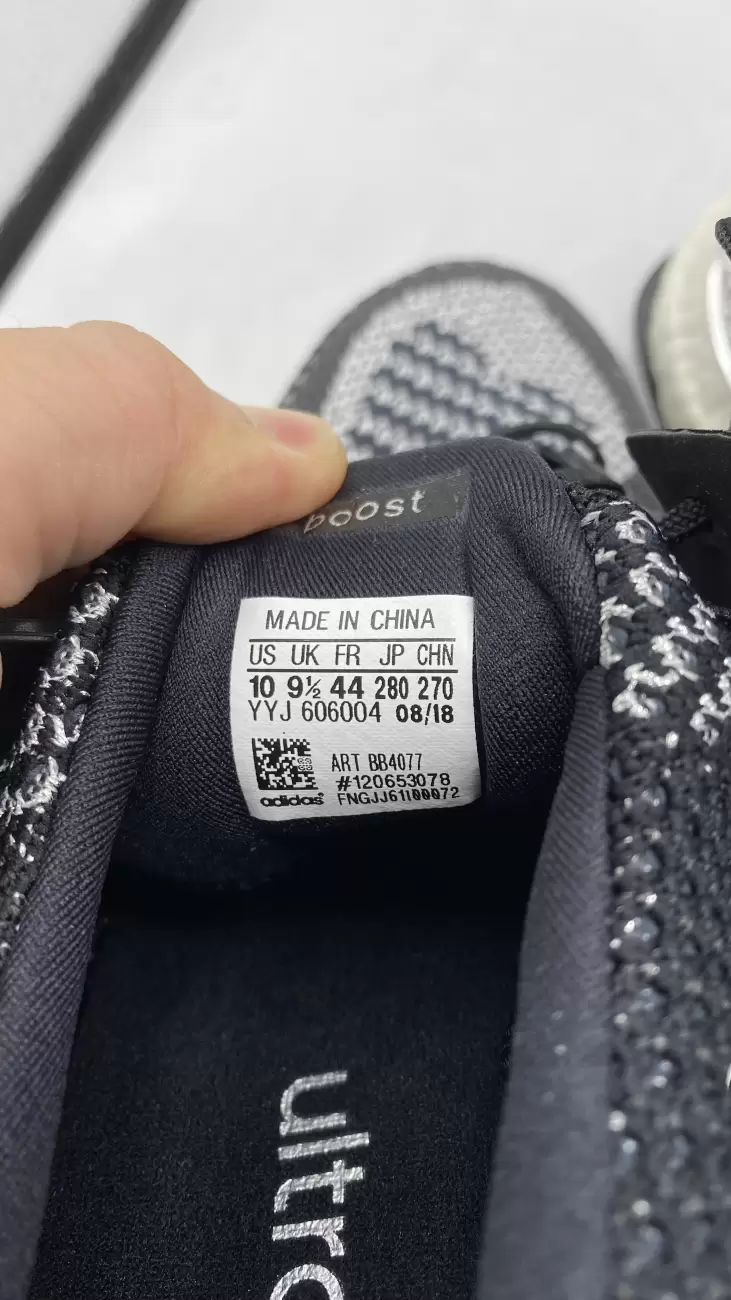 boost
MADE IN CHINA
US UK FR JP CHN
10 9½ 44 280 270
YYJ 606004 08/18
ART BB4077
#120653078
adidas FNGJJ61I00072
ultra